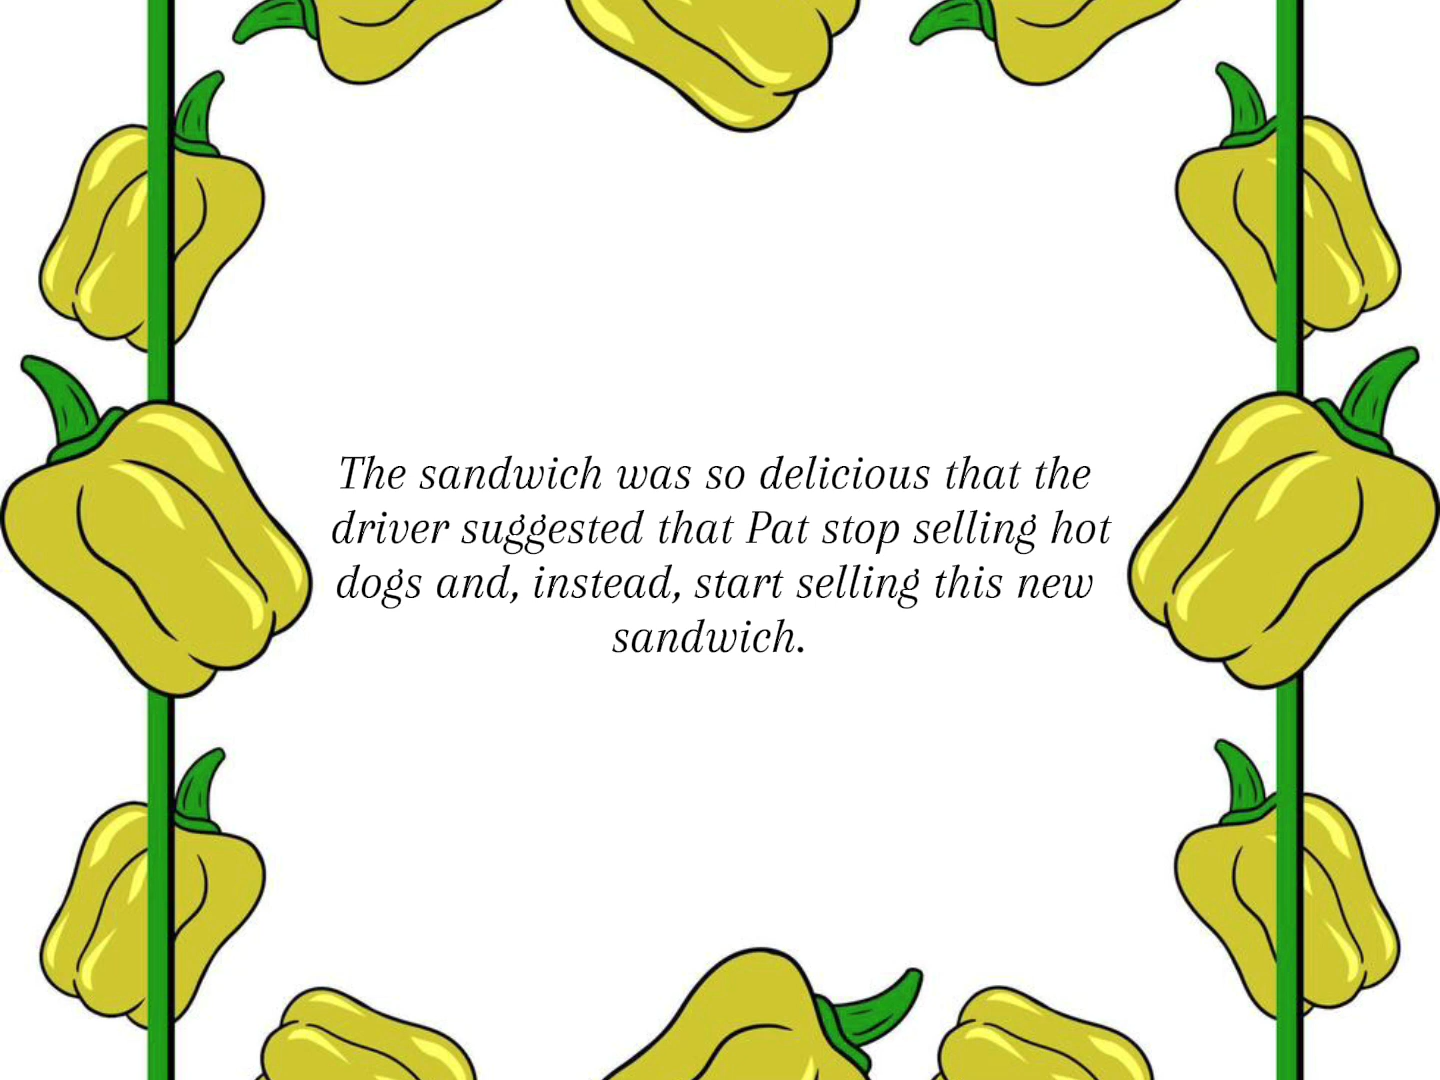 The sandwich was so delicious that the
driver suggested that Pat stop selling hot
dogs and, instead, start selling this new
sandwich.